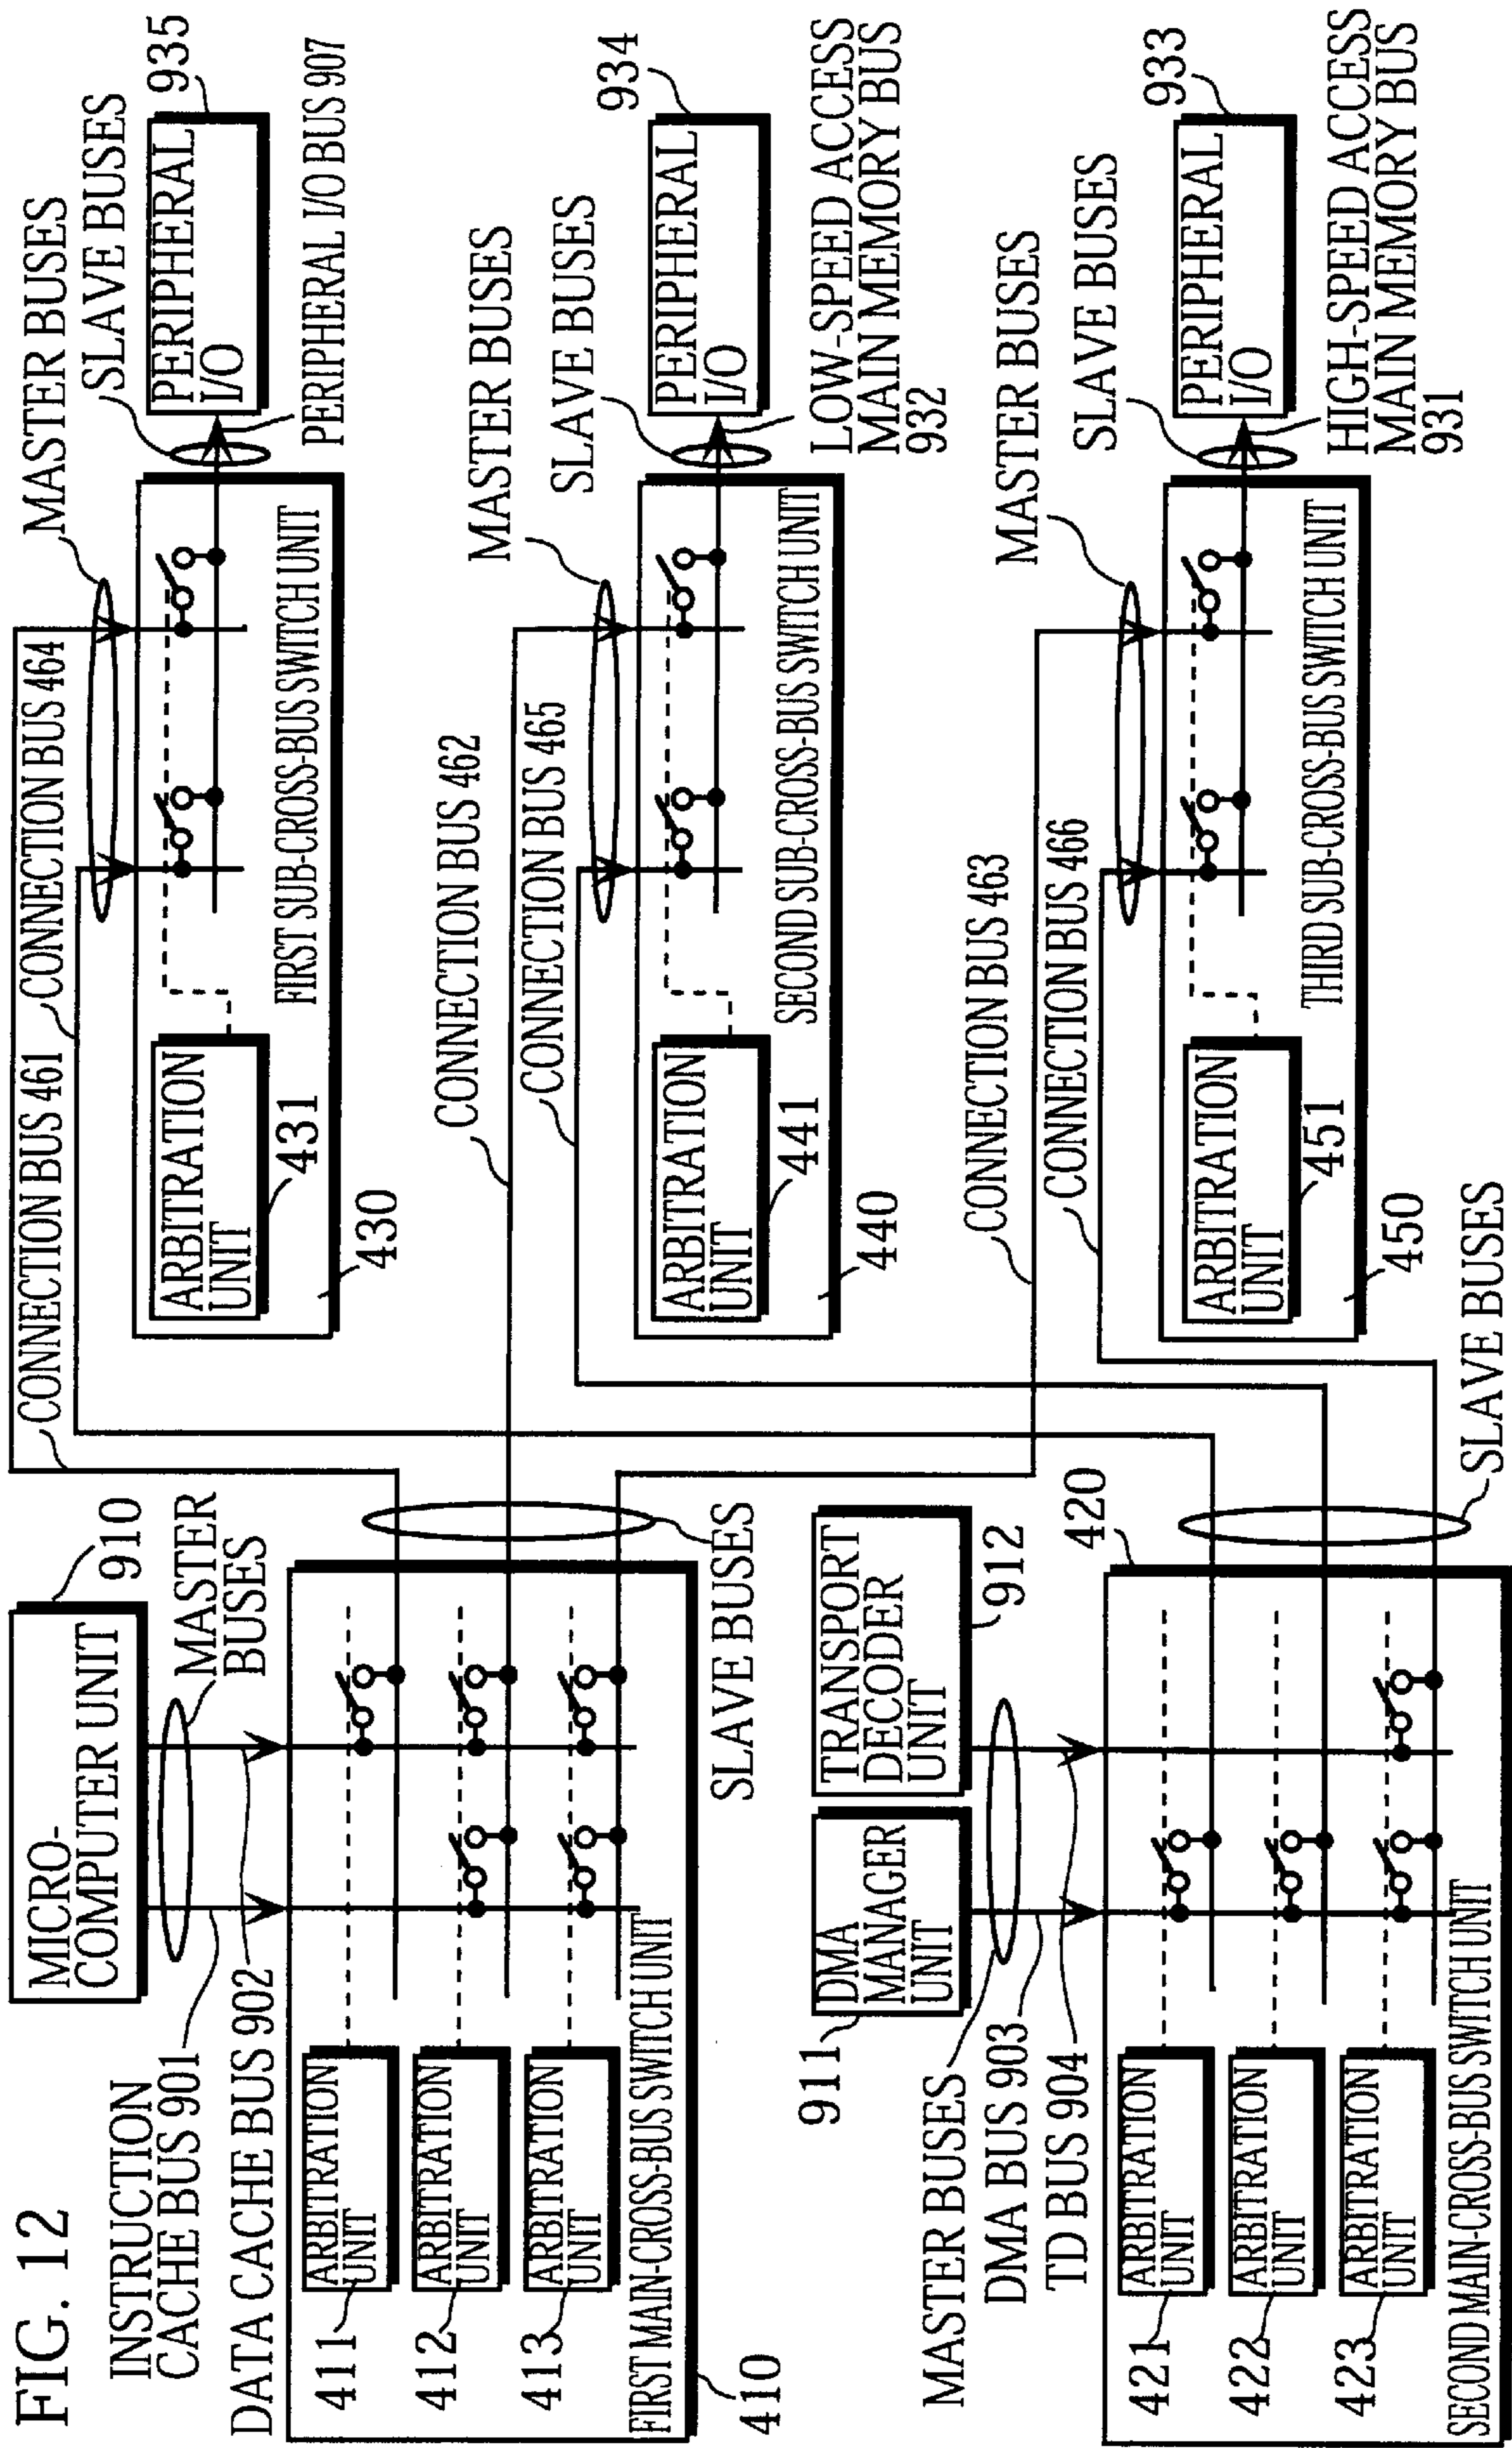 FIG. 12
INSTRUCTION
CACHE BUS 901
DATA CACHE BUS 902
MICRO-
COMPUTER UNIT
910
MASTER
BUSES
ARBITRATION
UNIT
411
ARBITRATION
UNIT
412
ARBITRATION
UNIT
413
FIRST MAIN-CROSS-BUS SWITCH UNIT
410
SLAVE BUSES
911
DMA
MANAGER
UNIT
TRANSPORT
DECODER
UNIT
912
MASTER BUSES
DMA BUS 903
TD BUS 904
420
ARBITRATION
UNIT
421
ARBITRATION
UNIT
422
ARBITRATION
UNIT
423
SECOND MAIN-CROSS-BUS SWITCH UNIT
SLAVE BUSES
CONNECTION BUS 461
CONNECTION BUS 464
MASTER BUSES
SLAVE BUSES
935
PERIPHERAL
I/O
PERIPHERAL I/O BUS 907
ARBITRATION
UNIT
431
FIRST SUB-CROSS-BUS SWITCH UNIT
430
CONNECTION BUS 462
CONNECTION BUS 465
MASTER BUSES
SLAVE BUSES
934
PERIPHERAL
I/O
LOW-SPEED ACCESS
MAIN MEMORY BUS
932
ARBITRATION
UNIT
441
SECOND SUB-CROSS-BUS SWITCH UNIT
440
CONNECTION BUS 463
CONNECTION BUS 466
MASTER BUSES
SLAVE BUSES
933
PERIPHERAL
I/O
HIGH-SPEED ACCESS
MAIN MEMORY BUS
931
ARBITRATION
UNIT
451
THIRD SUB-CROSS-BUS SWITCH UNIT
450